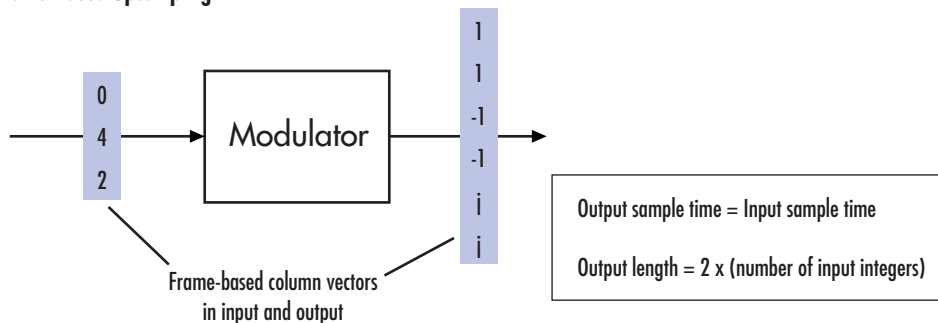 0
4
2
Modulator
1
1
-1
-1
j
j
Frame-based column vectors
in input and output
Output sample time = Input sample time
Output length = 2 x (number of input integers)